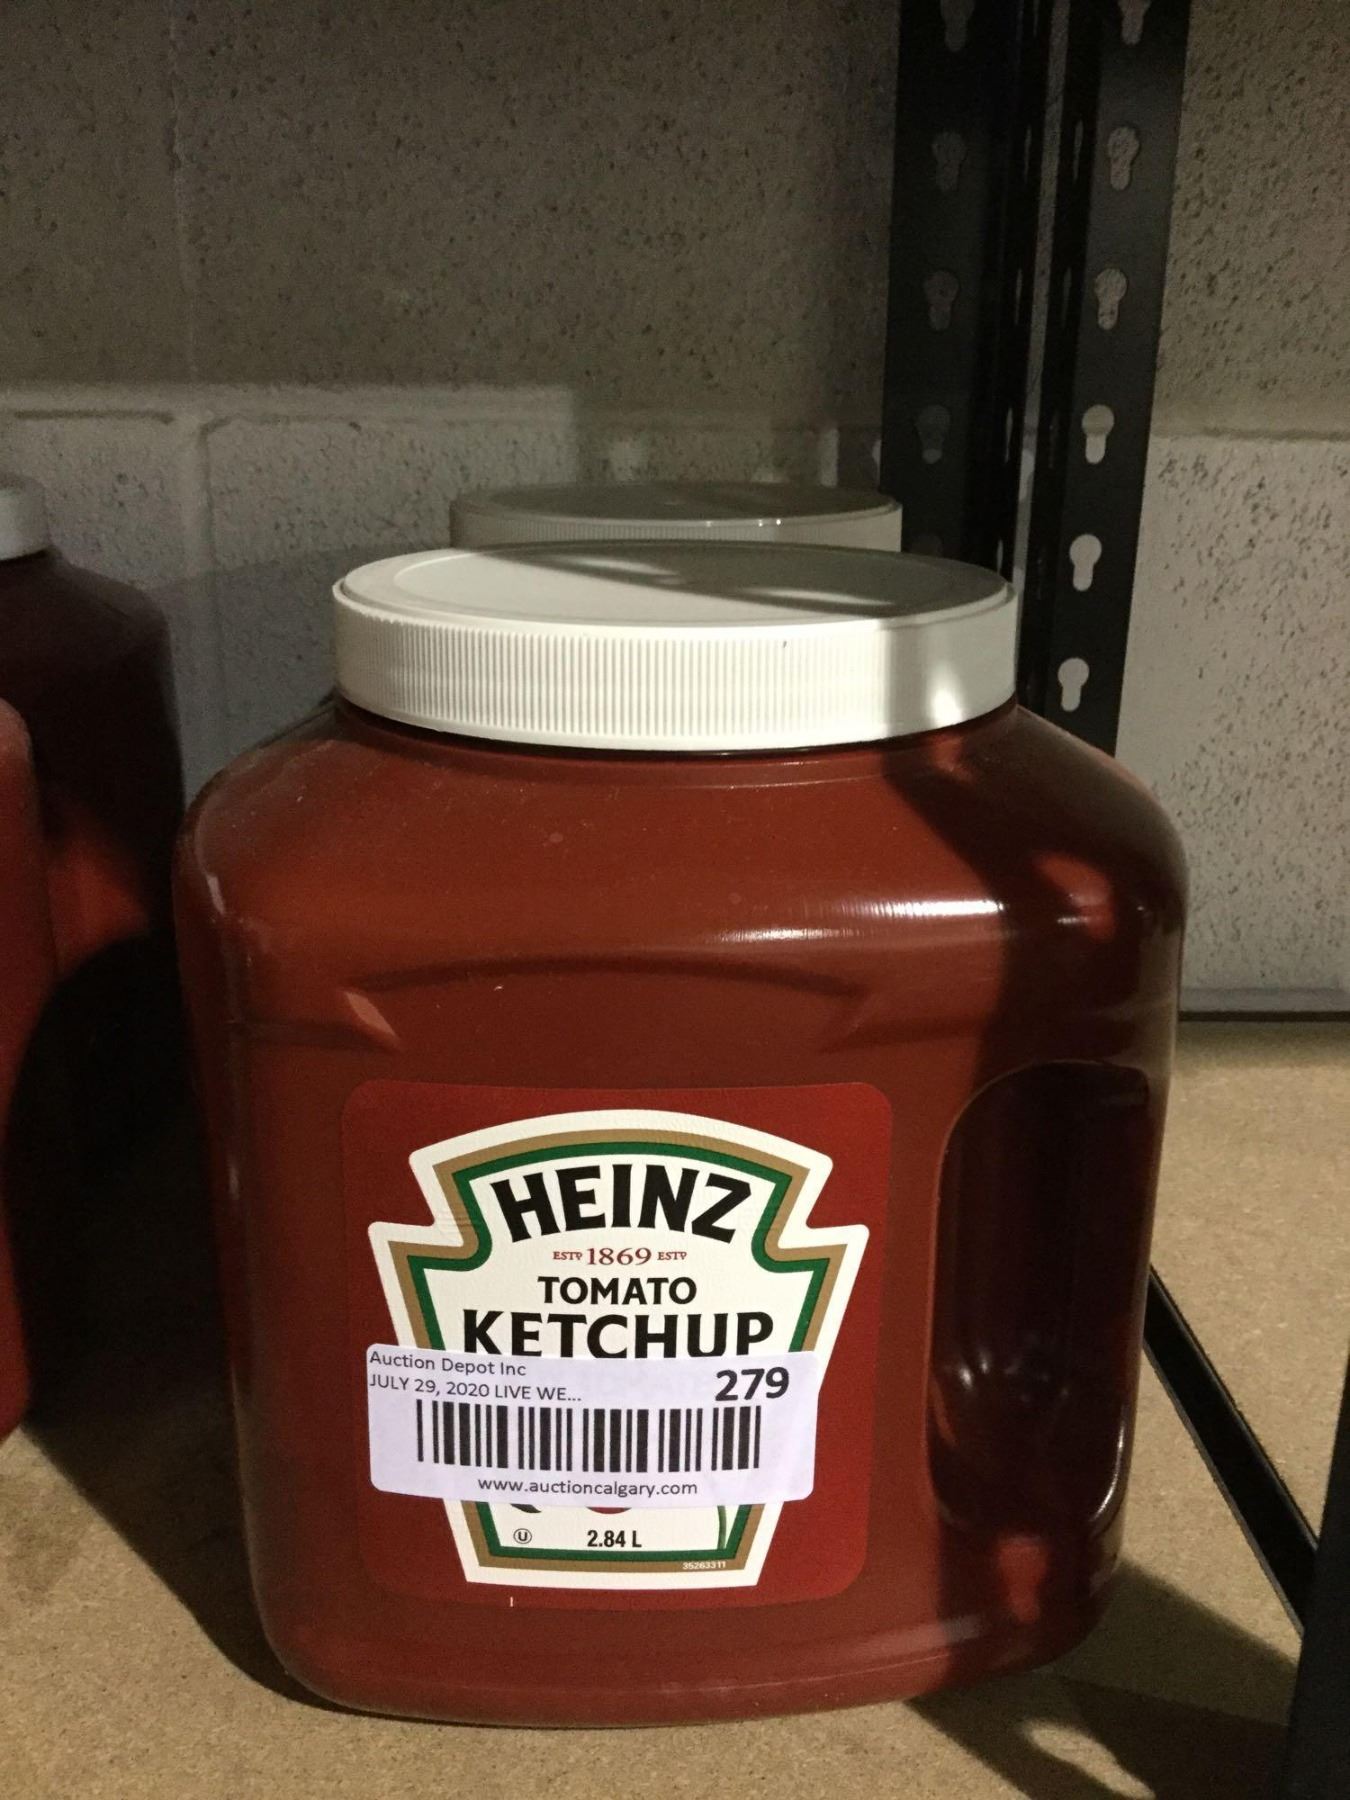 HEINZ
ESTD 1869 ESTD
TOMATO
KETCHUP
Auction Depot Inc
279
JULY 29, 2020 LIVE WE...
www.auctioncalgary.com
U
2.84 L
35263311